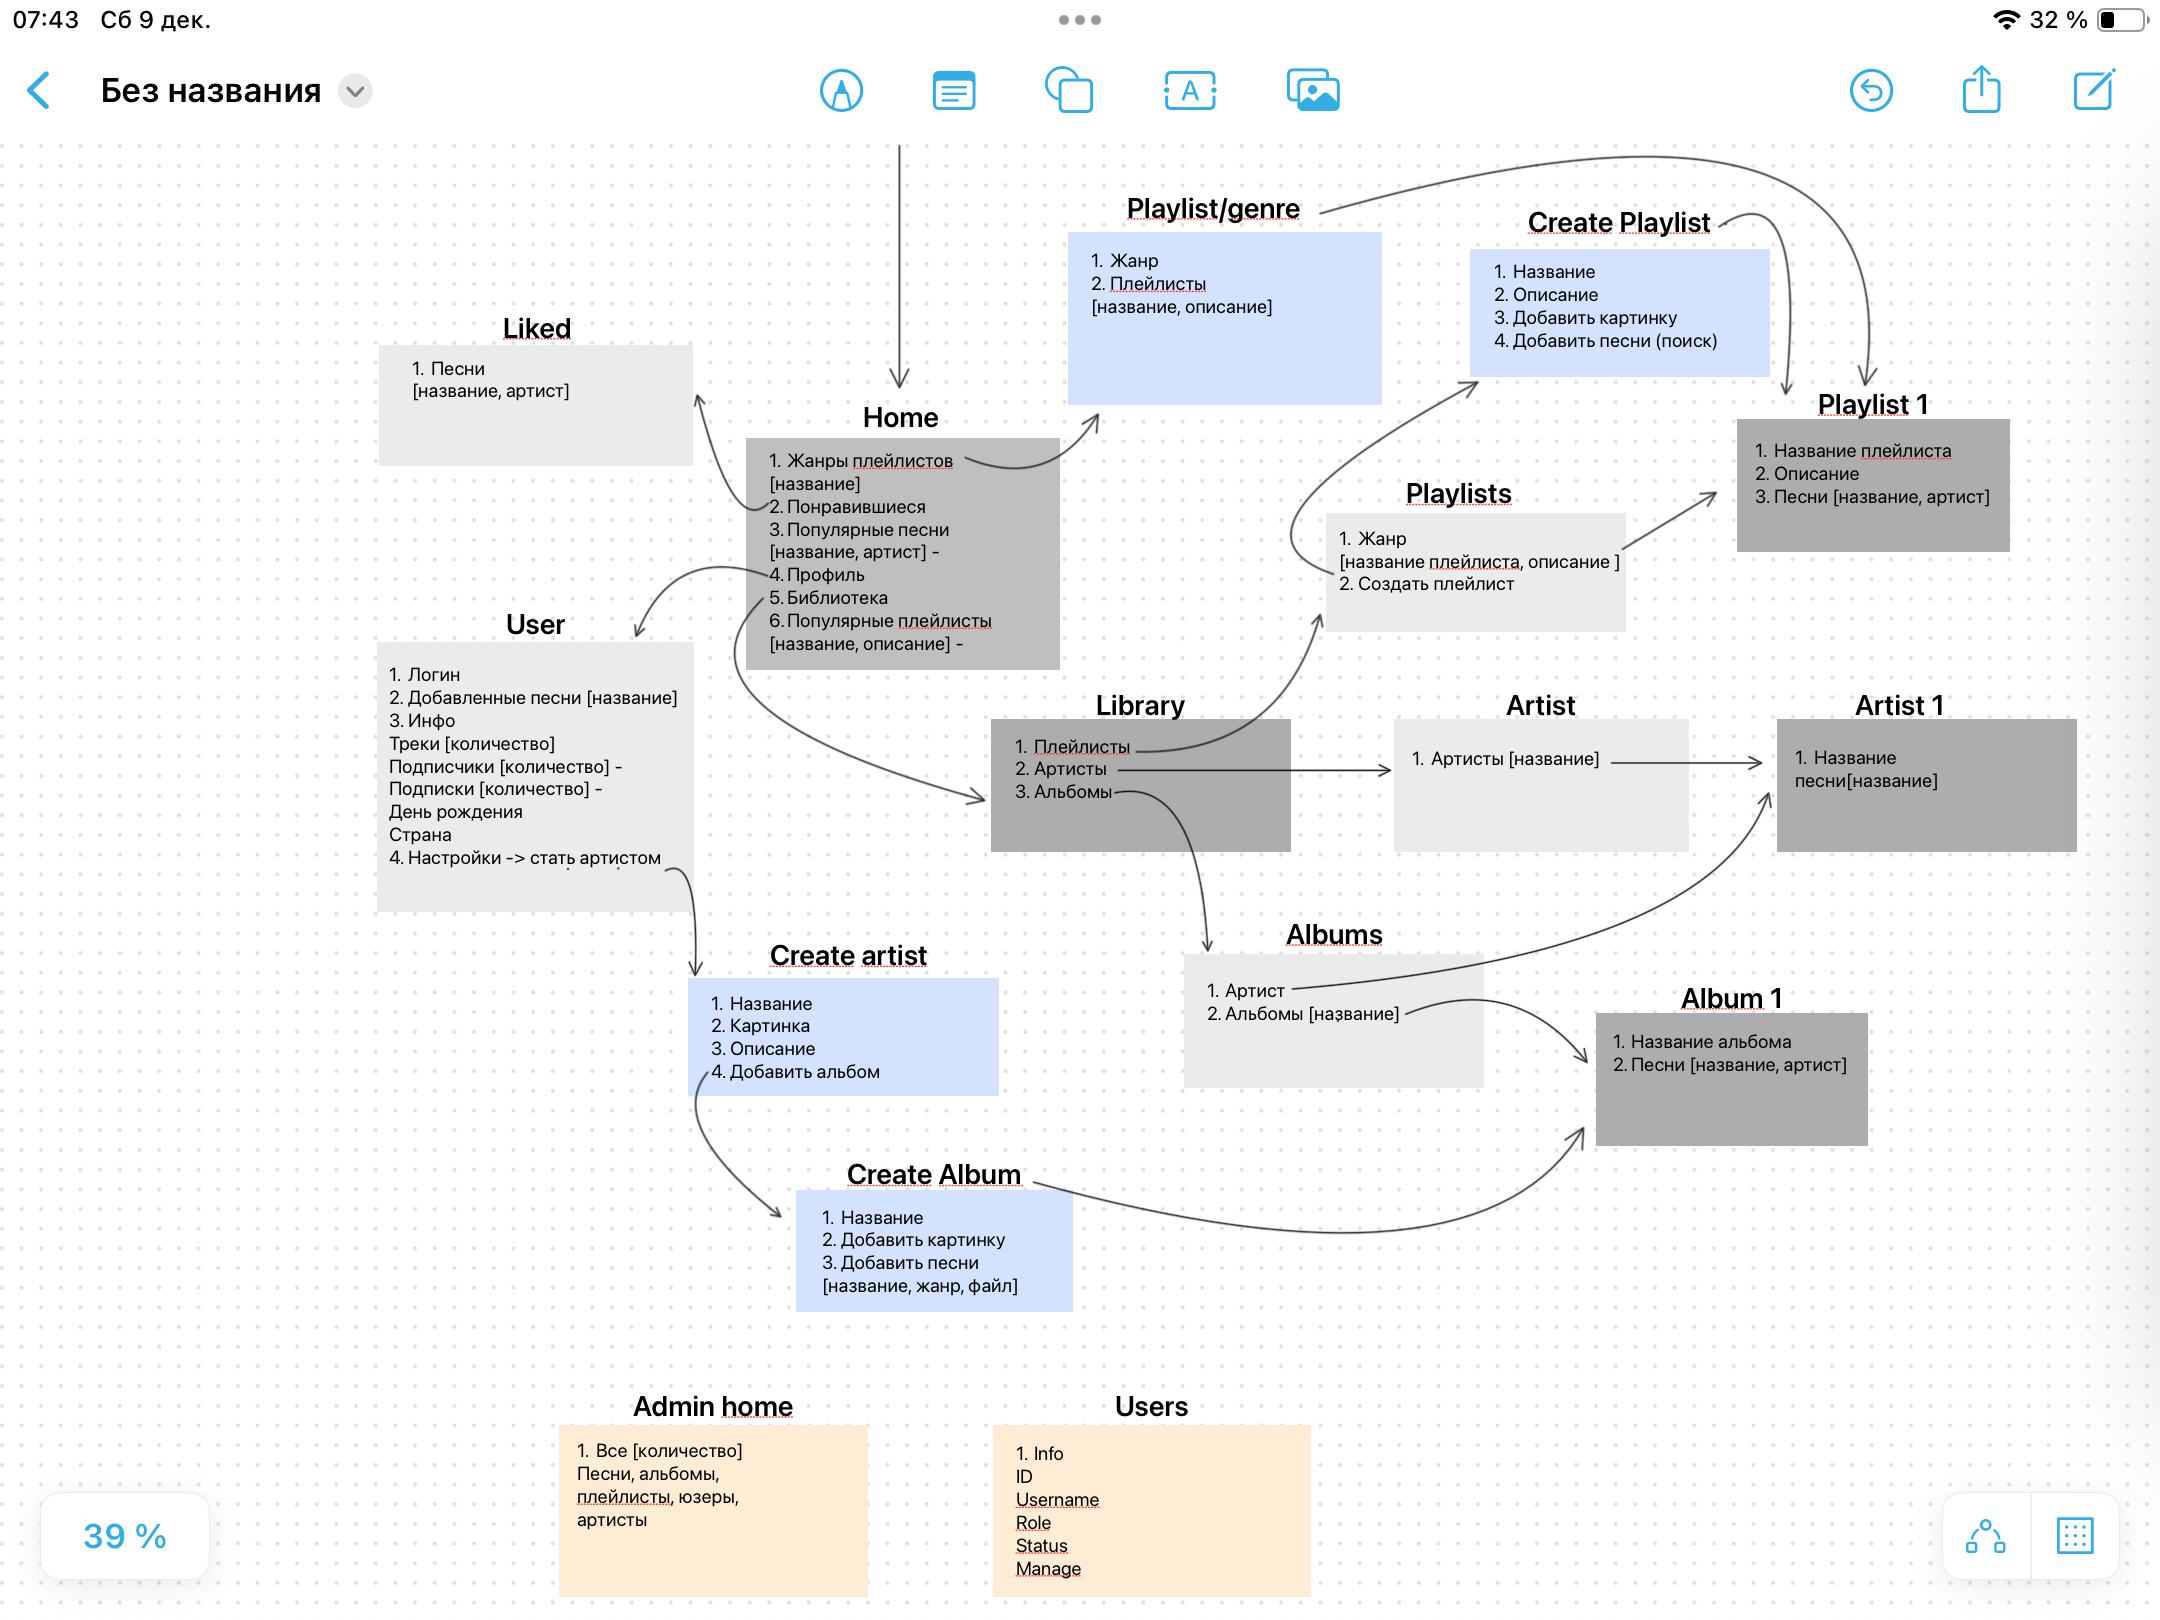 07:43 Сб 9 дек.
32 %
Без названия
A
Playlist/genre
1. Жанр
2. Плейлисты
[название, описание]
Create Playlist
1. Название
2. Описание
3. Добавить картинку
4. Добавить песни (поиск)
Liked
1. Песни
[название, артист]
Home
1. Жанры плейлистов
[название]
2. Понравившиеся
3. Популярные песни
[название, артист] -
4. Профиль
5. Библиотека
6. Популярные плейлисты
[название, описание] -
Playlist 1
1. Название плейлиста
2. Описание
3. Песни [название, артист]
Playlists
1. Жанр
[название плейлиста, описание ]
2. Создать плейлист
User
1. Логин
2. Добавленные песни [название]
3. Инфо
Треки [количество]
Подписчики [количество] -
Подписки [количество] -
День рождения
Страна
4. Настройки -> стать артистом
Library
1. Плейлисты
2. Артисты
3. Альбомы
Artist
1. Артисты [название]
Artist 1
1. Название
песни[название]
Create artist
1. Название
2. Картинка
3. Описание
4. Добавить альбом
Albums
1. Артист
2. Альбомы [название]
Album 1
1. Название альбома
2. Песни [название, артист]
Create Album
1. Название
2. Добавить картинку
3. Добавить песни
[название, жанр, файл]
Admin home
1. Все [количество]
Песни, альбомы,
плейлисты, юзеры,
артисты
Users
1. Info
ID
Username
Role
Status
Manage
39 %